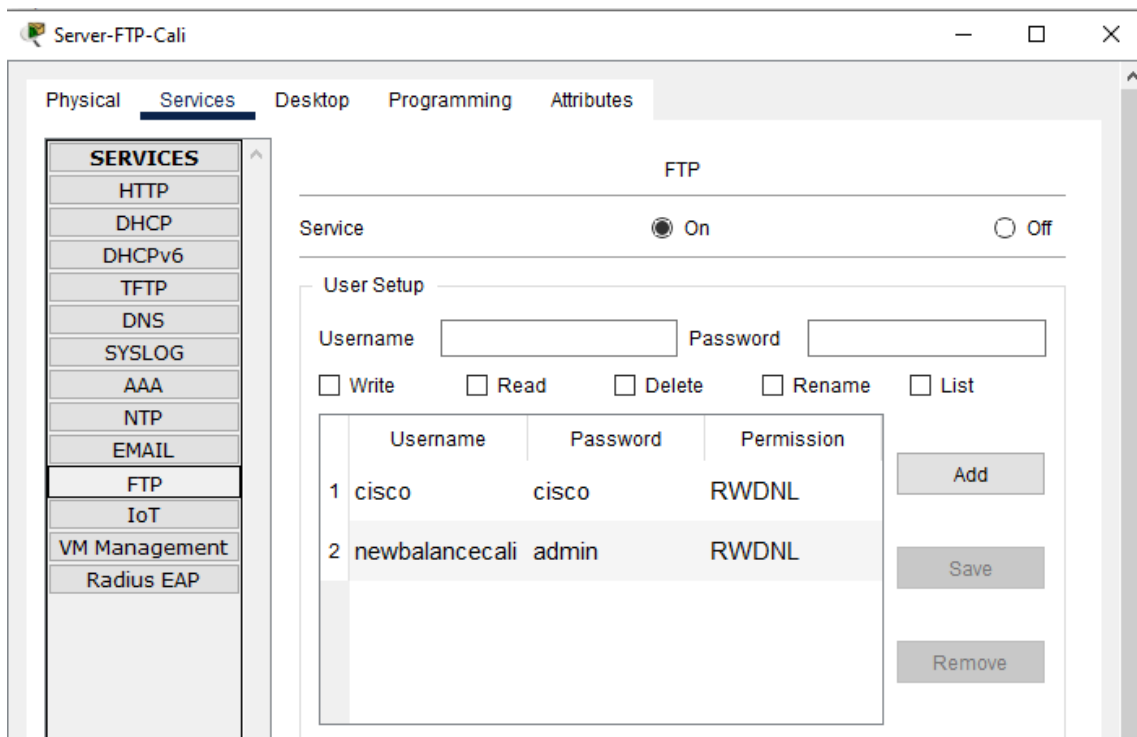 Server-FTP-Cali
Physical Services Desktop Programming Attributes
SERVICES
HTTP
DHCP
DHCPv6
TFTP
DNS
SYSLOG
AAA
NTP
EMAIL
FTP
IoT
VM Management
Radius EAP
FTP
Service On Off
User Setup
Username Password
Write Read Delete Rename List
Username Password Permission
1 cisco cisco RWDNL
2 newbalancecali admin RWDNL
Add
Save
Remove